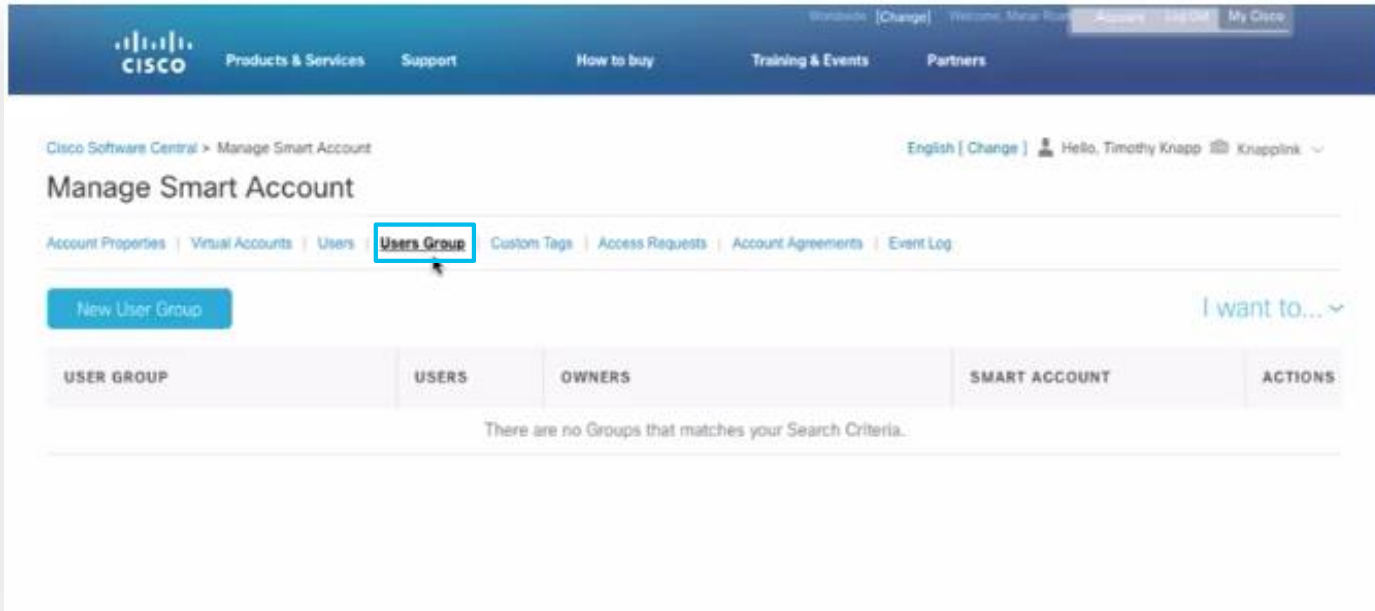 [Change]
My Cisco
CISCO
Products & Services Support How to buy Training & Events Partners
Cisco Software Central > Manage Smart Account
English [ Change ] Hello, Timothy Knapp Knapplink
Manage Smart Account
Account Properties | Virtual Accounts | Users | Users Group | Custom Tags | Access Requests | Account Agreements | Event Log
New User Group
I want to...
USER GROUP USERS OWNERS SMART ACCOUNT ACTIONS
There are no Groups that matches your Search Criteria.